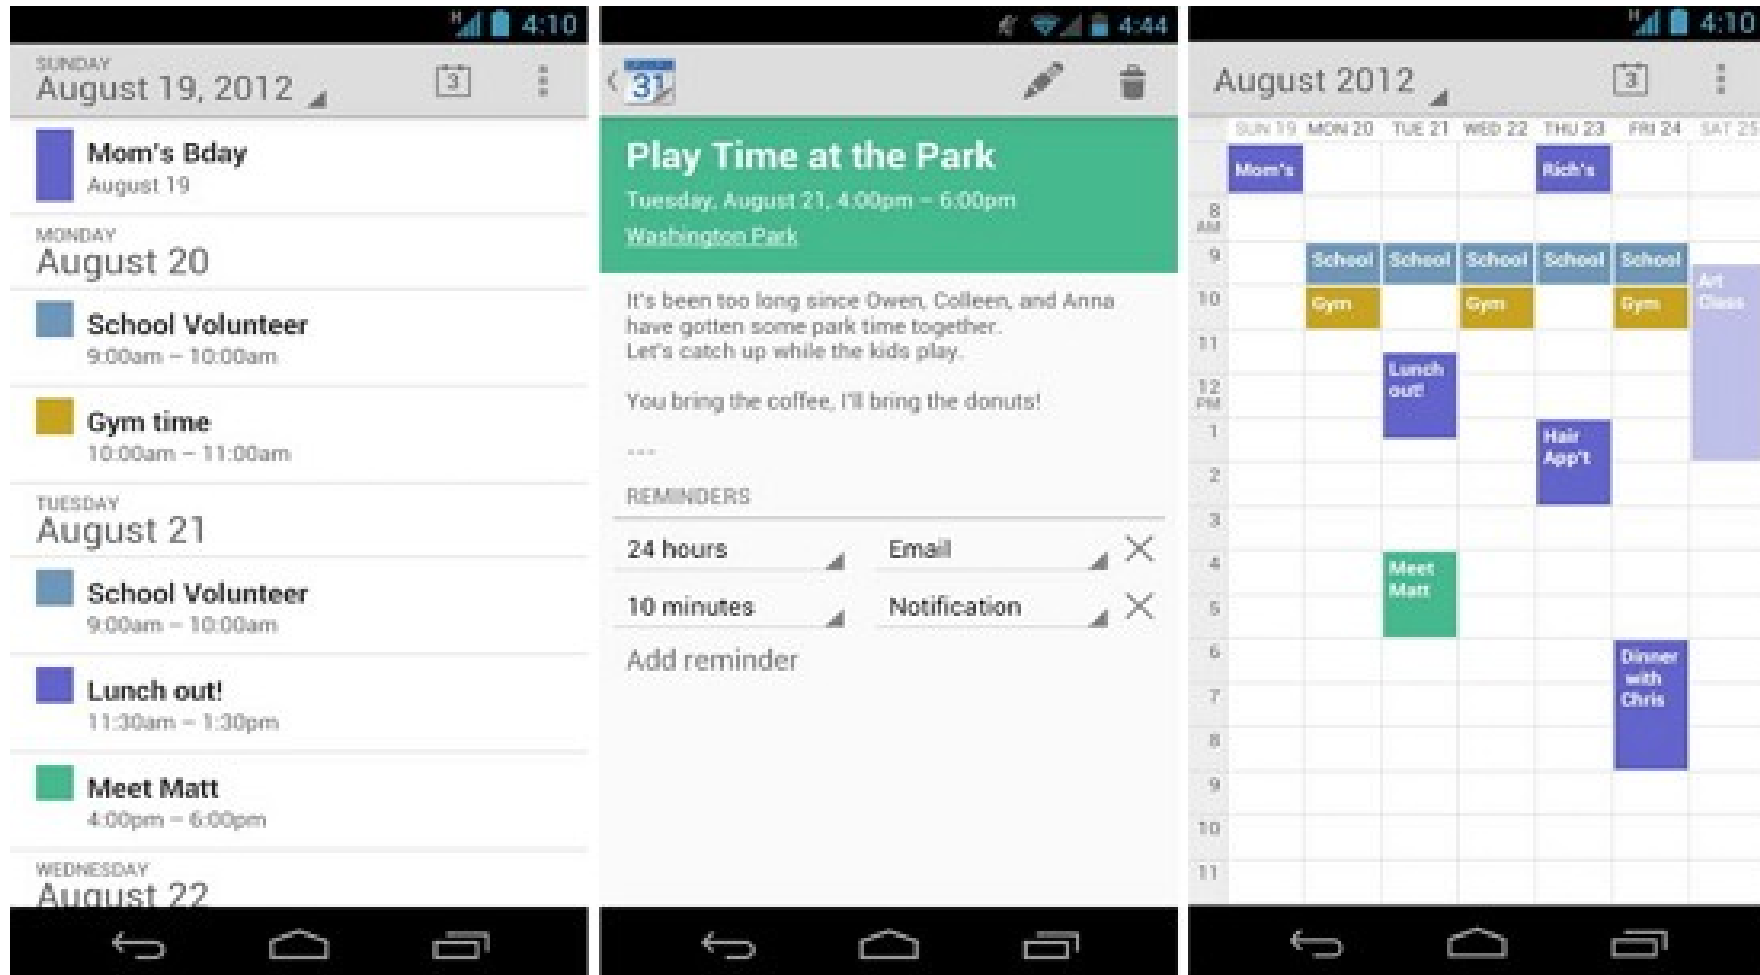 H 4:10
SUNDAY
August 19, 2012
3
Mom's Bday
August 19
MONDAY
August 20
School Volunteer
9:00am – 10:00am
Gym time
10:00am – 11:00am
TUESDAY
August 21
School Volunteer
9:00am – 10:00am
Lunch out!
11:30am – 1:30pm
Meet Matt
4:00pm – 6:00pm
WEDNESDAY
August 22
4:44
31
Play Time at the Park
Tuesday, August 21, 4:00pm – 6:00pm
Washington Park
It's been too long since Owen, Colleen, and Anna
have gotten some park time together.
Let's catch up while the kids play.
You bring the coffee, I'll bring the donuts!
---
REMINDERS
24 hours Email
10 minutes Notification
Add reminder
H 4:10
August 2012
3
SUN 19 MON 20 TUE 21 WED 22 THU 23 FRI 24 SAT 25
Mom's Rich's
8
AM
9 School School School School School
Art
Class
10 Gym Gym Gym
11
Lunch
out!
12
PM
1
Hair
App't
2
3
4
Meet
Matt
5
6
Dinner
with
Chris
7
8
9
10
11